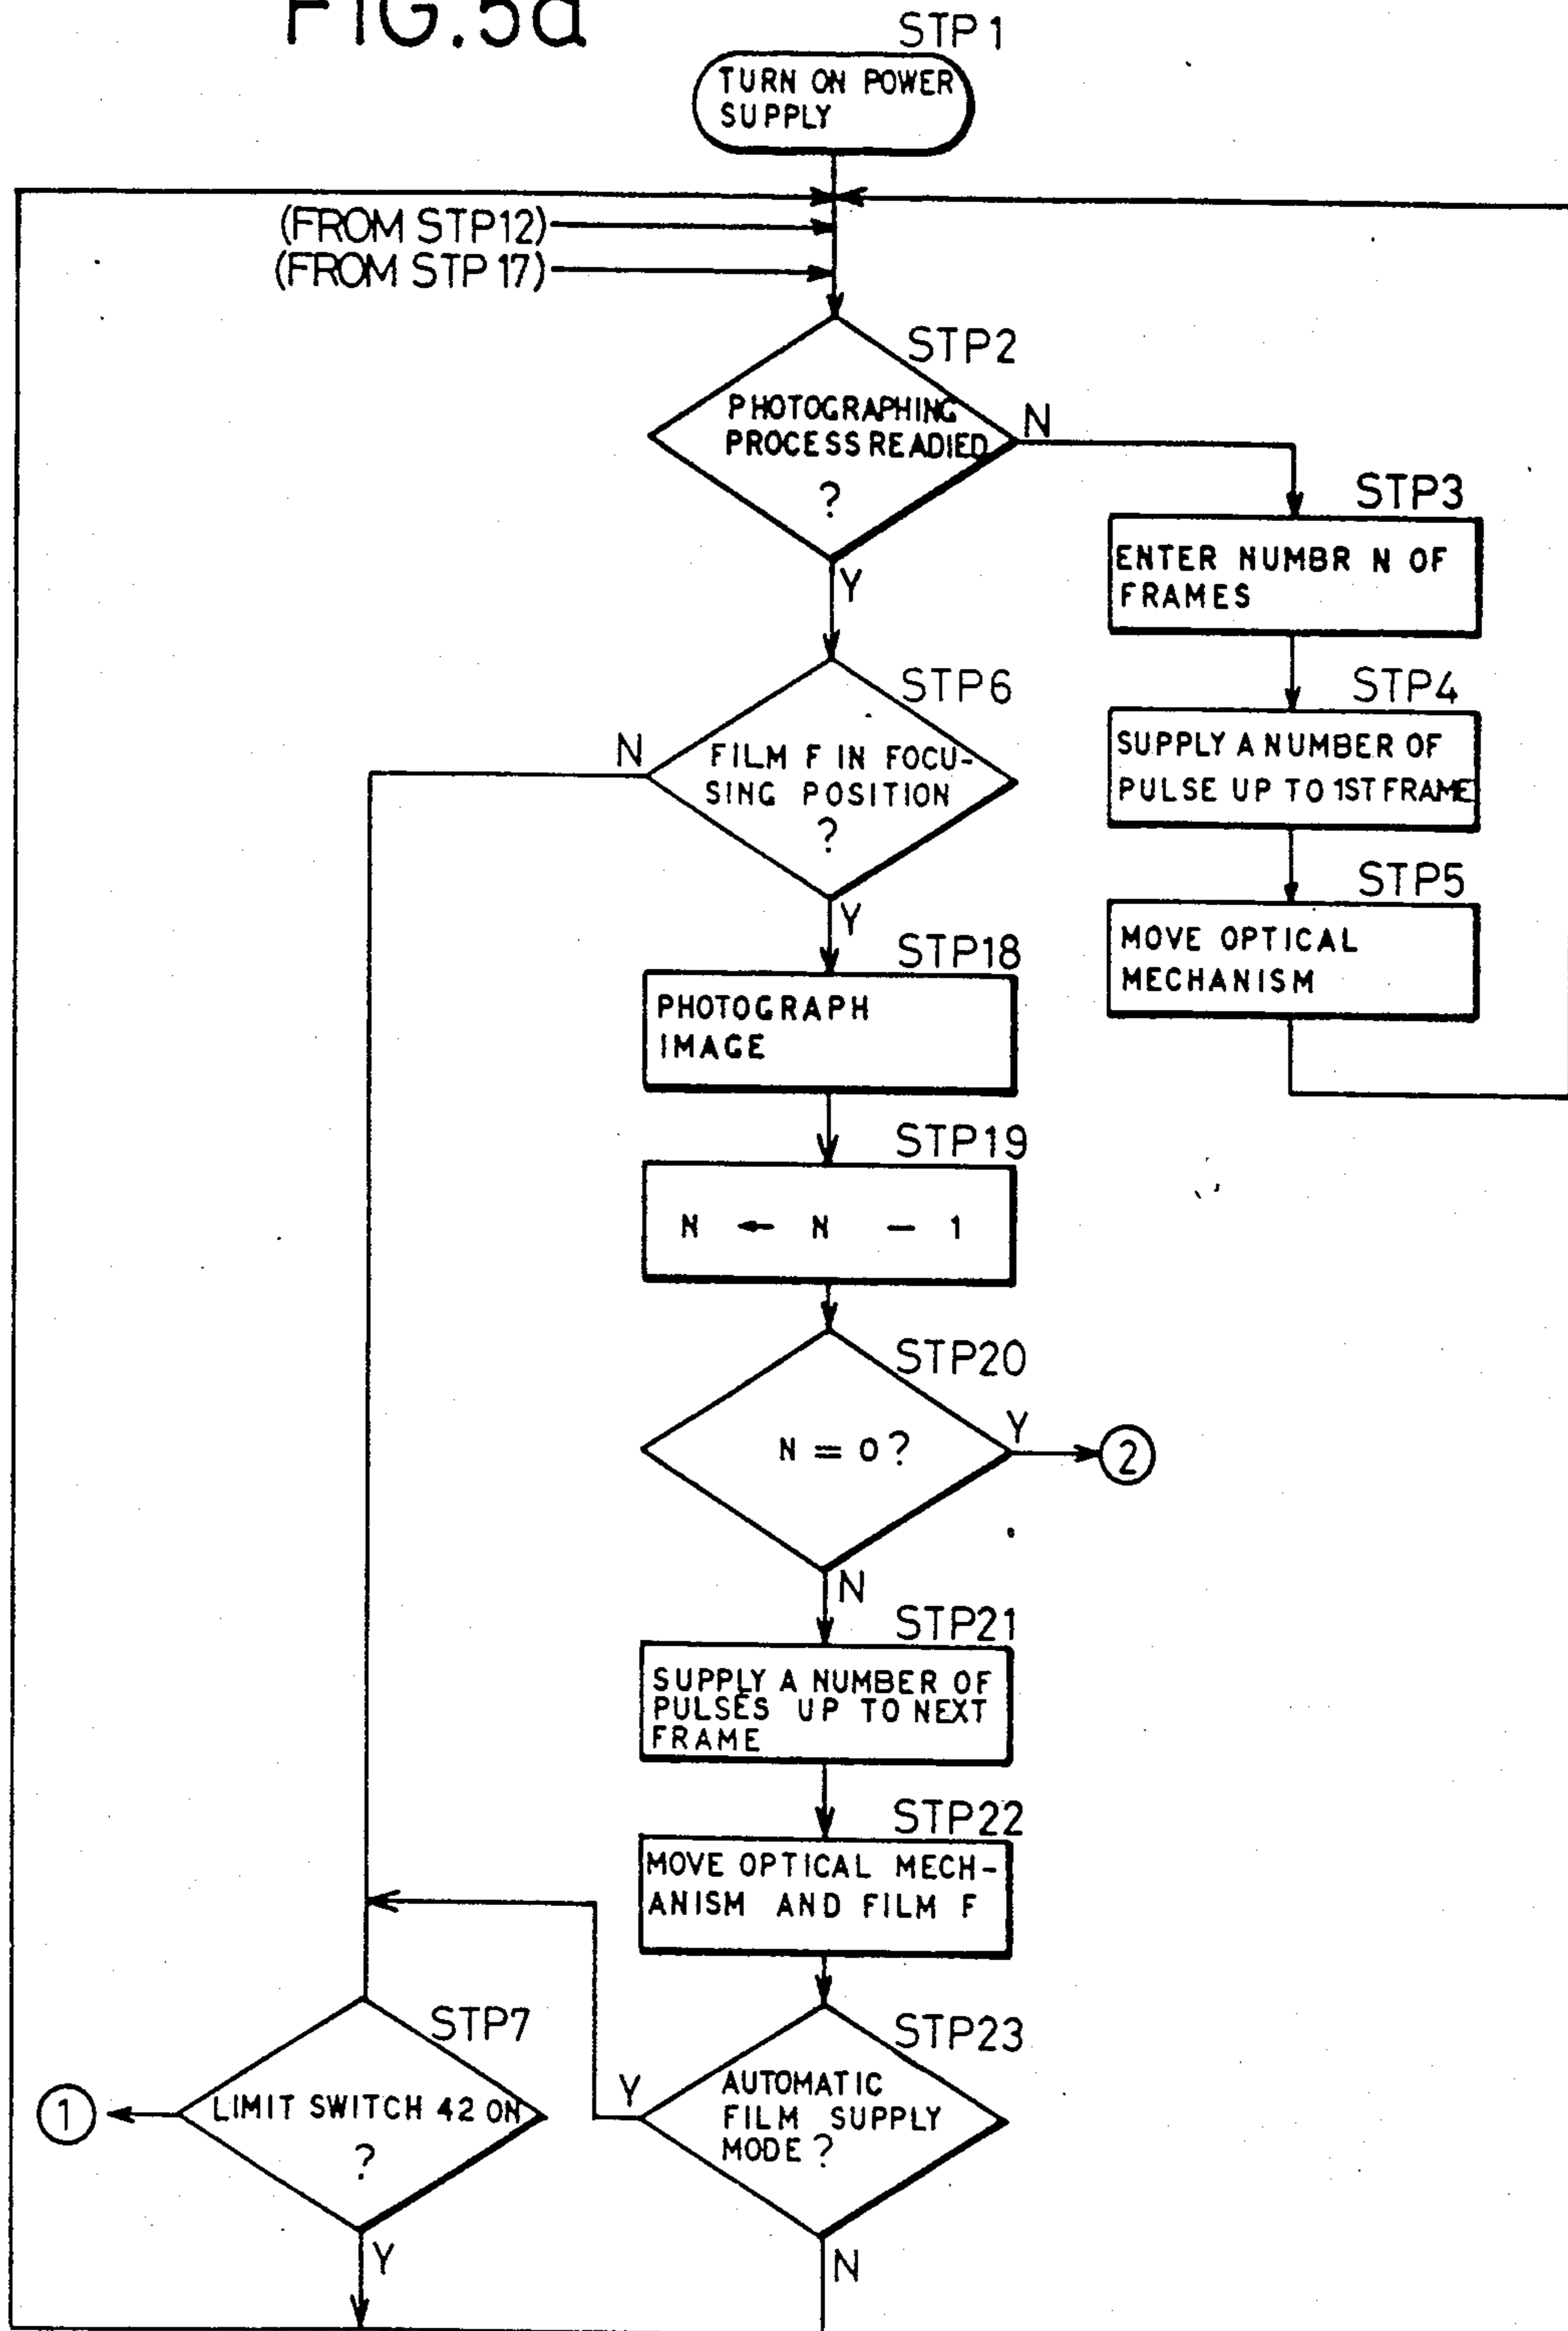 FIG.5a
STP1
TURN ON POWER
SUPPLY
(FROM STP12)
(FROM STP17)
STP2
PHOTOGRAPHING
PROCESS READIED
?
N
Y
STP3
ENTER NUMBR N OF
FRAMES
STP4
SUPPLY A NUMBER OF
PULSE UP TO 1ST FRAME
STP5
MOVE OPTICAL
MECHANISM
STP6
N
FILM F IN FOCU-
SING POSITION
?
Y
STP18
PHOTOGRAPH
IMAGE
STP19
N ← N − 1
STP20
N = 0 ?
Y
2
N
STP21
SUPPLY A NUMBER OF
PULSES UP TO NEXT
FRAME
STP22
MOVE OPTICAL MECH-
ANISM AND FILM F
STP7
1
LIMIT SWITCH 42 ON
?
Y
STP23
Y
AUTOMATIC
FILM SUPPLY
MODE ?
N